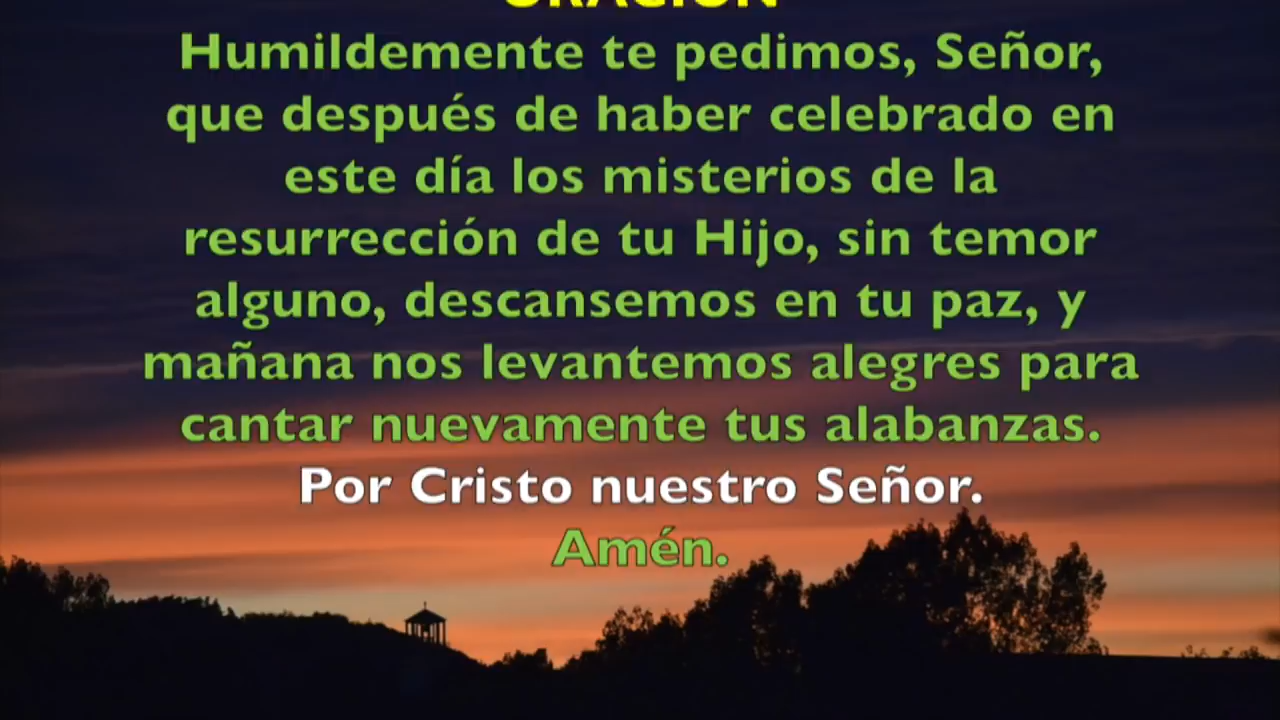 ORACIÓN
Humildemente te pedimos, Señor,
que después de haber celebrado en
este día los misterios de la
resurrección de tu Hijo, sin temor
alguno, descansemos en tu paz, y
mañana nos levantemos alegres para
cantar nuevamente tus alabanzas.
Por Cristo nuestro Señor.
Amén.